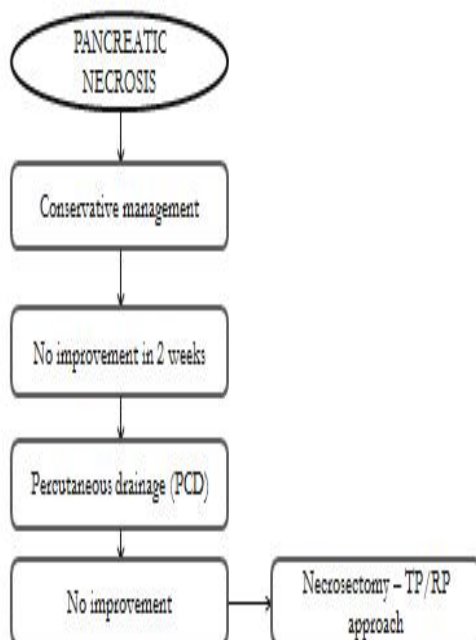 PANCREATIC
NECROSIS
Conservative management
No improvement in 2 weeks
Percutaneous drainage (PCD)
No improvement
Necrosectomy – TP/RP
approach